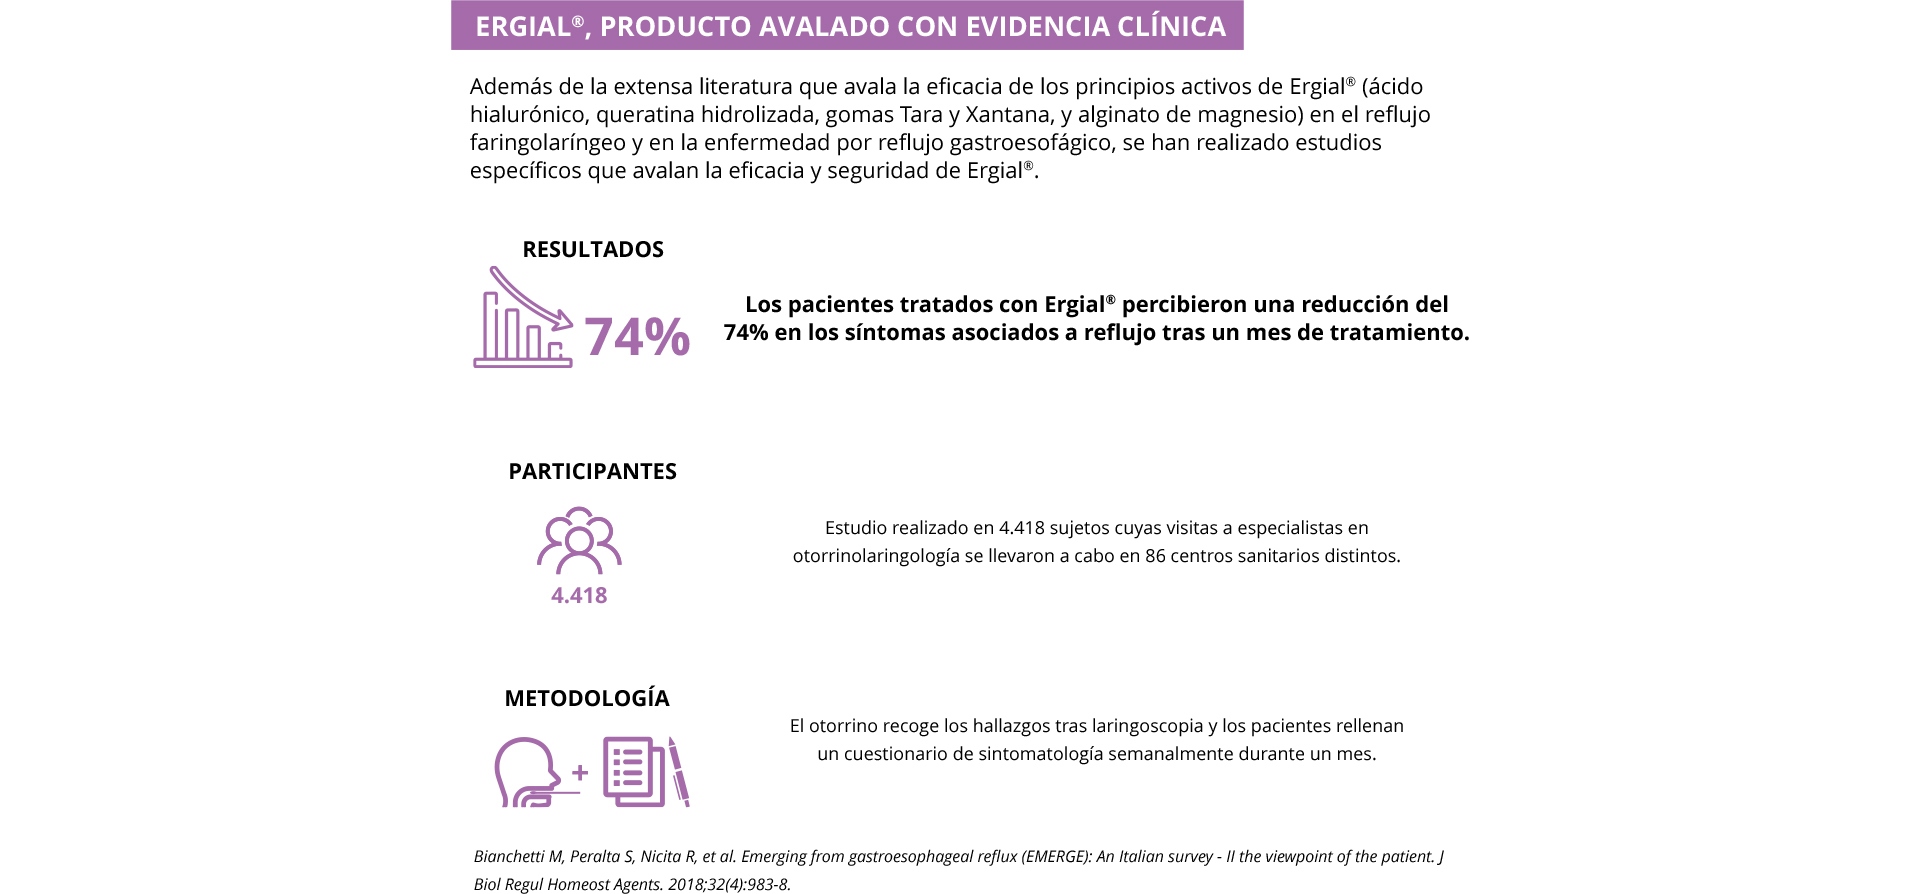 ERGIAL®, PRODUCTO AVALADO CON EVIDENCIA CLÍNICA
Además de la extensa literatura que avala la eficacia de los principios activos de Ergial® (ácido
hialurónico, queratina hidrolizada, gomas Tara y Xantana, y alginato de magnesio) en el reflujo
faringolaríngeo y en la enfermedad por reflujo gastroesofágico, se han realizado estudios
específicos que avalan la eficacia y seguridad de Ergial®.
RESULTADOS
74%
Los pacientes tratados con Ergial® percibieron una reducción del
74% en los síntomas asociados a reflujo tras un mes de tratamiento.
PARTICIPANTES
4.418
Estudio realizado en 4.418 sujetos cuyas visitas a especialistas en
otorrinolaringología se llevaron a cabo en 86 centros sanitarios distintos.
METODOLOGÍA
El otorrino recoge los hallazgos tras laringoscopia y los pacientes rellenan
un cuestionario de sintomatología semanalmente durante un mes.
Bianchetti M, Peralta S, Nicita R, et al. Emerging from gastroesophageal reflux (EMERGE): An Italian survey - II the viewpoint of the patient. J
Biol Regul Homeost Agents. 2018;32(4):983-8.